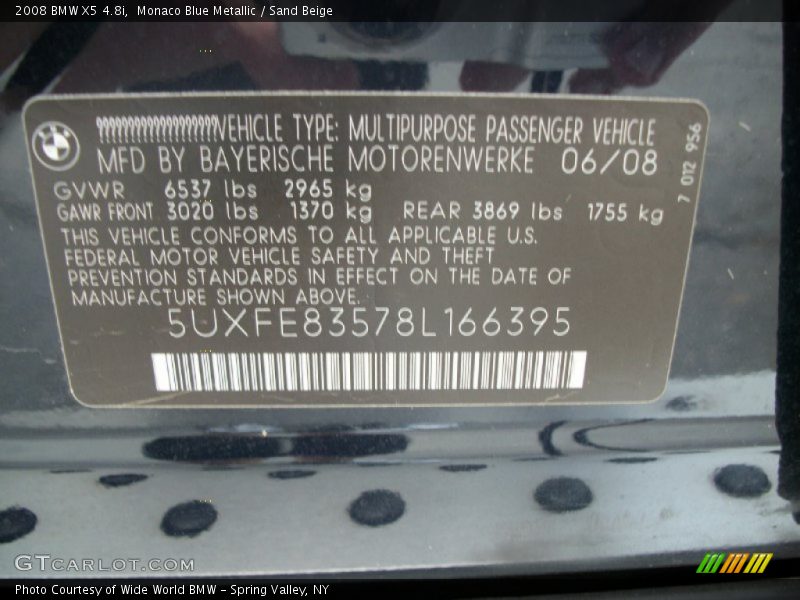 2008 BMW X5 4.8i,  Monaco Blue Metallic / Sand Beige
???????????????????VEHICLE TYPE: MULTIPURPOSE PASSENGER VEHICLE
MFD BY BAYERISCHE MOTORENWERKE 06/08
GVWR 6537 lbs 2965 kg
GAWR FRONT 3020 lbs 1370 kg REAR 3869 lbs 1755 kg
THIS VEHICLE CONFORMS TO ALL APPLICABLE U.S.
FEDERAL MOTOR VEHICLE SAFETY AND THEFT
PREVENTION STANDARDS IN EFFECT ON THE DATE OF
MANUFACTURE SHOWN ABOVE.
5UXFE83578L166395
7 012 956
GTCARLOT.COM
Photo Courtesy of Wide World BMW - Spring Valley, NY